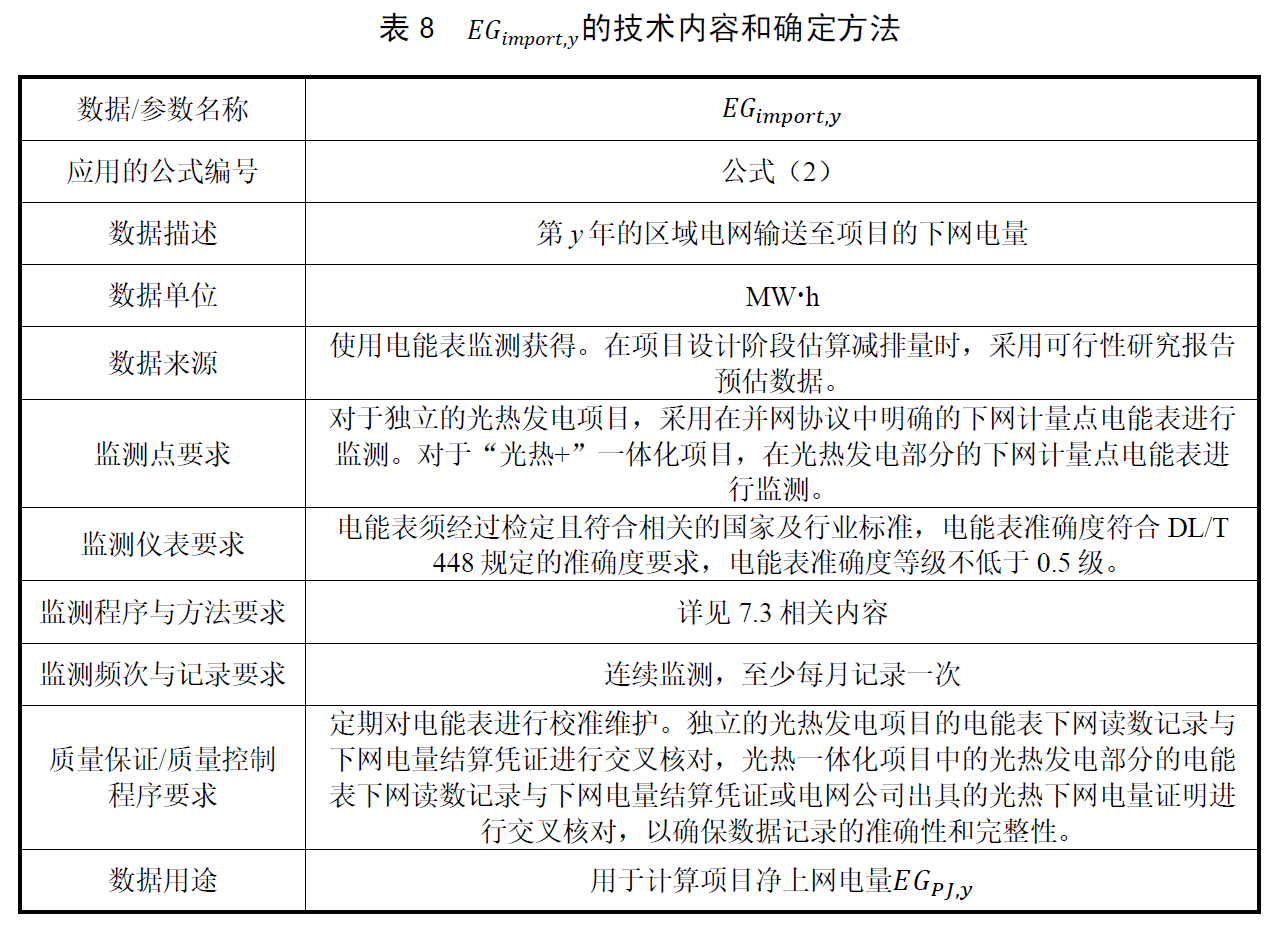 表 8 EGimport,y的技术内容和确定方法
数据/参数名称
EGimport,y
应用的公式编号
公式（2）
数据描述
第 y 年的区域电网输送至项目的下网电量
数据单位
MW·h
数据来源
使用电能表监测获得。在项目设计阶段估算减排量时，采用可行性研究报告
预估数据。
监测点要求
对于独立的光热发电项目，采用在并网协议中明确的下网计量点电能表进行
监测。对于“光热+”一体化项目，在光热发电部分的下网计量点电能表进
行监测。
监测仪表要求
电能表须经过检定且符合相关的国家及行业标准，电能表准确度符合 DL/T
448 规定的准确度要求，电能表准确度等级不低于 0.5 级。
监测程序与方法要求
详见 7.3 相关内容
监测频次与记录要求
连续监测，至少每月记录一次
质量保证/质量控制
程序要求
定期对电能表进行校准维护。独立的光热发电项目的电能表下网读数记录与
下网电量结算凭证进行交叉核对，光热一体化项目中的光热发电部分的电能
表下网读数记录与下网电量结算凭证或电网公司出具的光热下网电量证明进
行交叉核对，以确保数据记录的准确性和完整性。
数据用途
用于计算项目净上网电量EGPJ,y